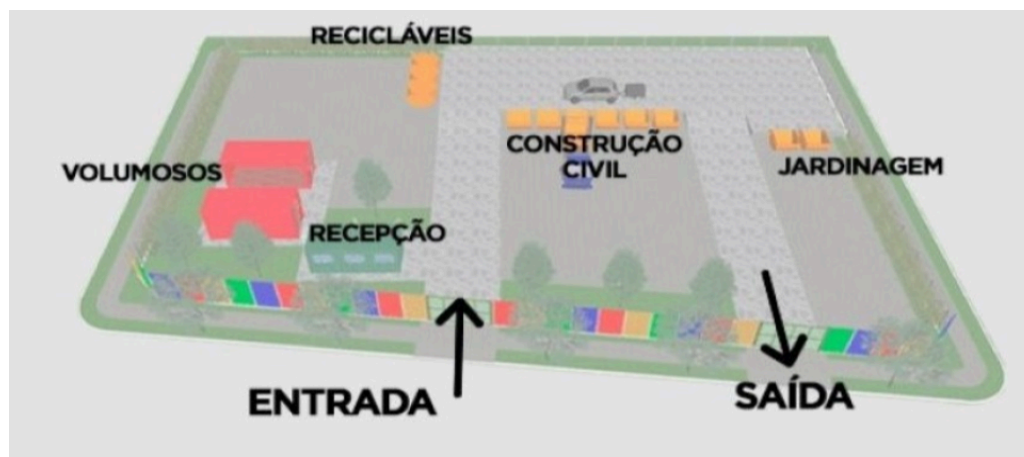 RECICLÁVEIS
CONSTRUÇÃO
CIVIL
VOLUMOSOS
JARDINAGEM
RECEPÇÃO
ENTRADA
SAÍDA